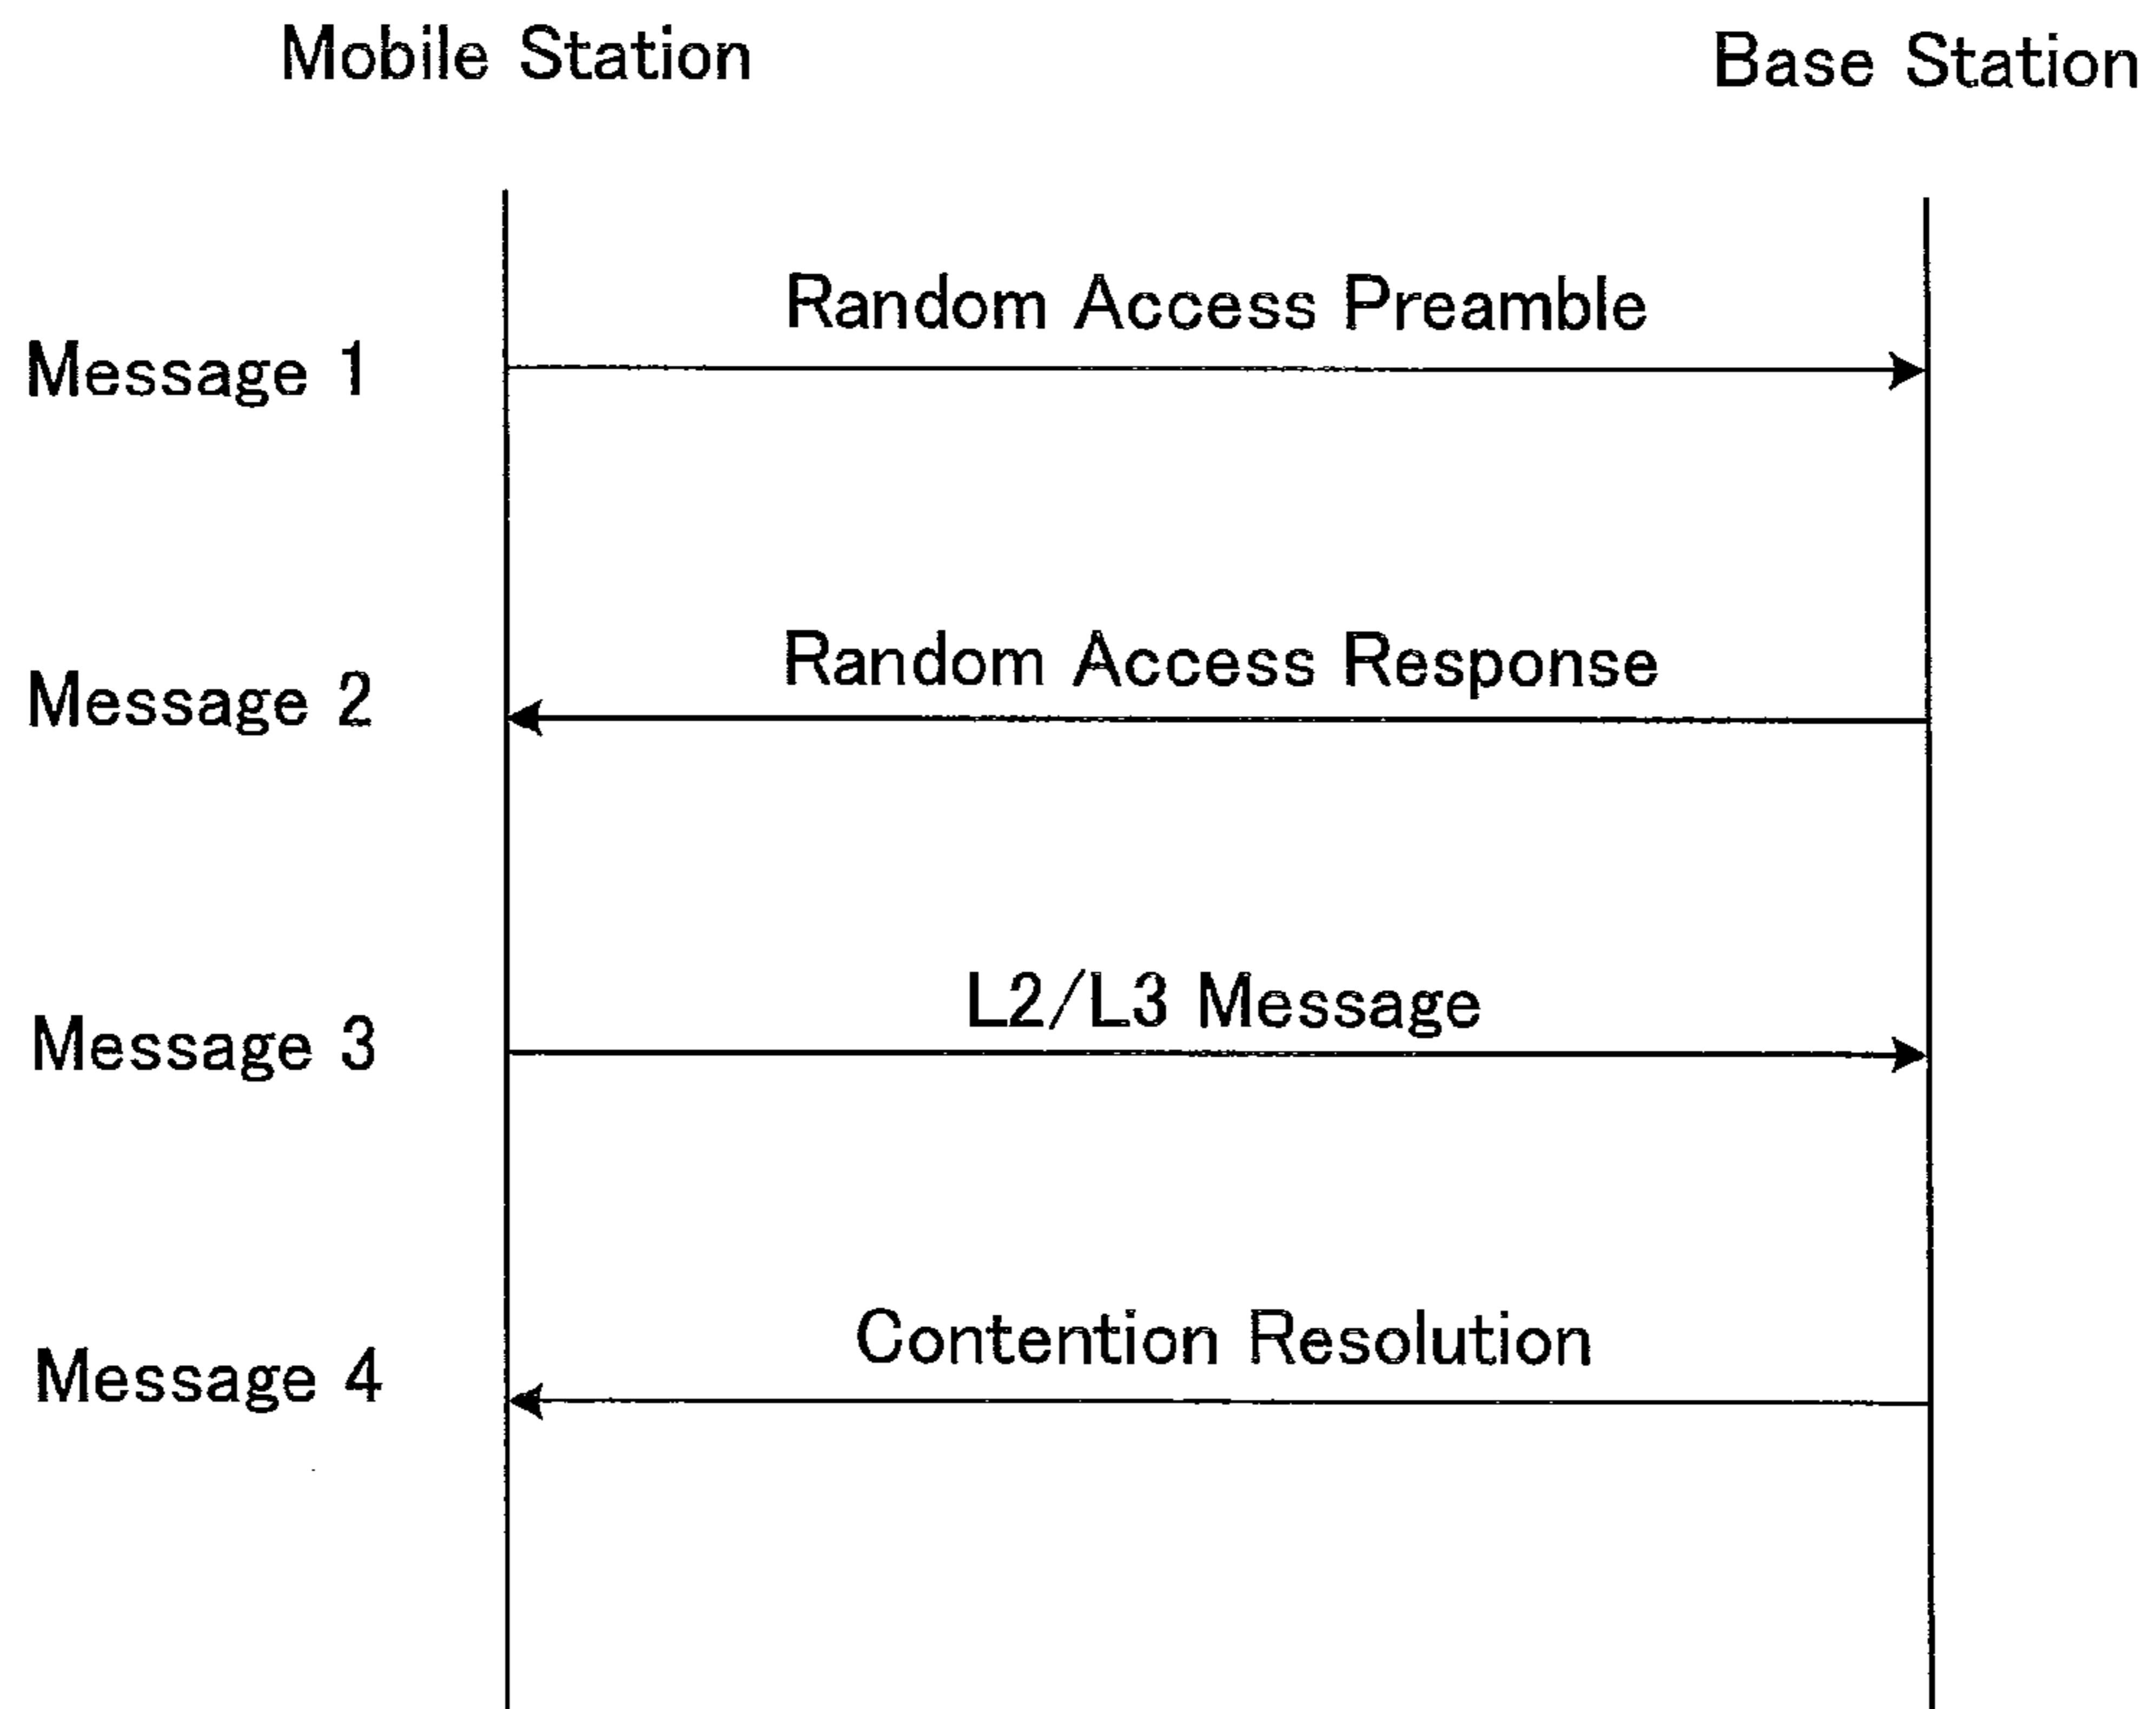 Mobile Station
Base Station
Random Access Preamble
Message 1
Random Access Response
Message 2
L2/L3 Message
Message 3
Contention Resolution
Message 4